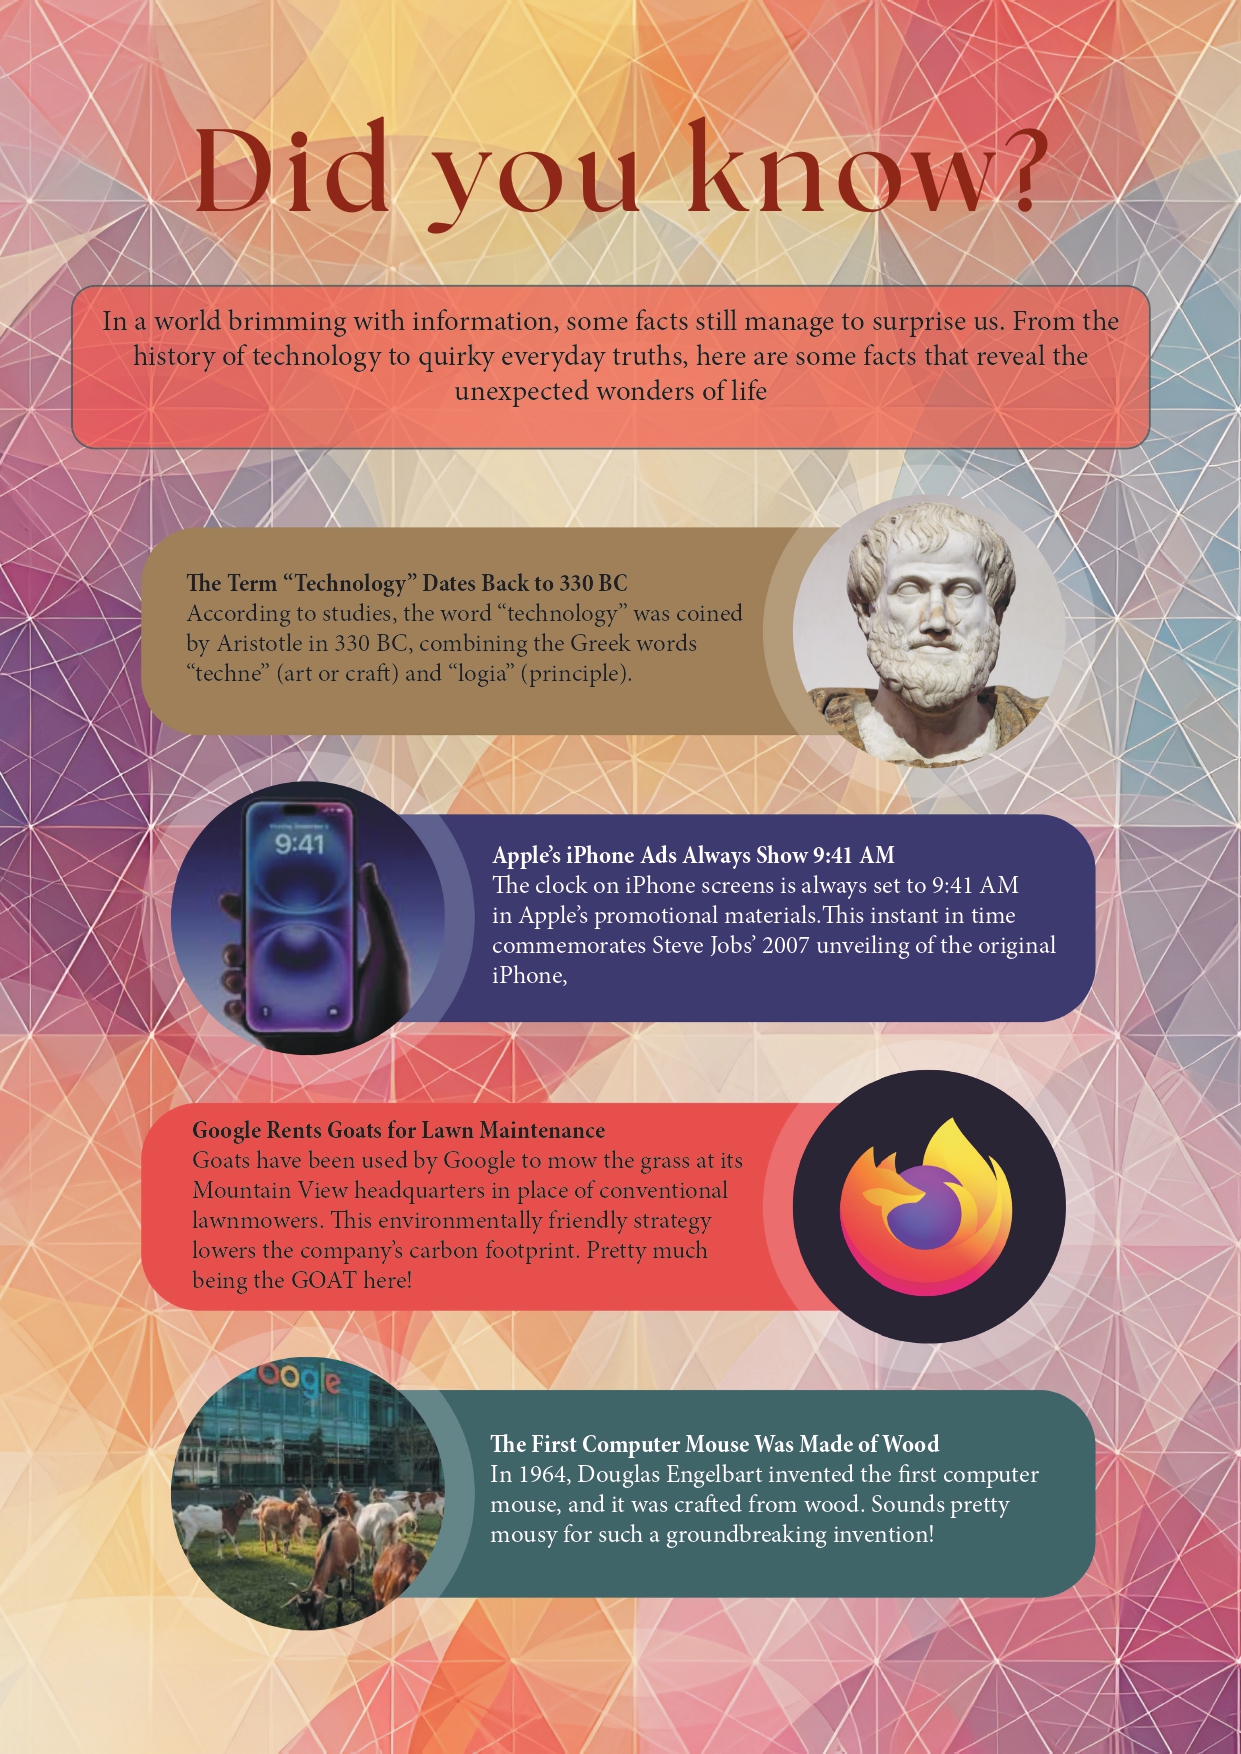 Did you know?
In a world brimming with information, some facts still manage to surprise us. From the
history of technology to quirky everyday truths, here are some facts that reveal the
unexpected wonders of life
The Term “Technology” Dates Back to 330 BC
According to studies, the word “technology” was coined
by Aristotle in 330 BC, combining the Greek words
“techne” (art or craft) and “logia” (principle).
9:41
Apple’s iPhone Ads Always Show 9:41 AM
The clock on iPhone screens is always set to 9:41 AM
in Apple’s promotional materials.This instant in time
commemorates Steve Jobs’ 2007 unveiling of the original
iPhone,
Google Rents Goats for Lawn Maintenance
Goats have been used by Google to mow the grass at its
Mountain View headquarters in place of conventional
lawnmowers. This environmentally friendly strategy
lowers the company’s carbon footprint. Pretty much
being the GOAT here!
oogle
The First Computer Mouse Was Made of Wood
In 1964, Douglas Engelbart invented the first computer
mouse, and it was crafted from wood. Sounds pretty
mousy for such a groundbreaking invention!